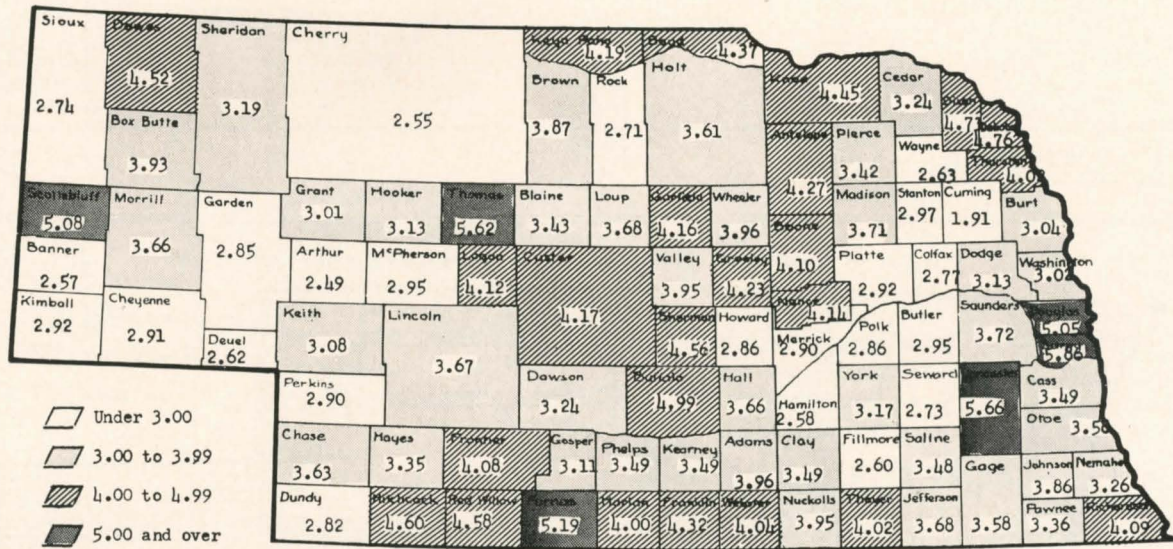 Sioux
2.74
Dawes
4.52
Sheridan
3.19
Cherry
2.55
Keya Paha
4.19
Boyd
4.37
Brown
3.87
Rock
2.71
Holt
3.61
Knox
4.45
Cedar
3.24
Dixon
4.71
Dakota
4.76
Box Butte
3.93
Antelope
4.27
Pierce
3.42
Wayne
2.63
Thurston
Scottsbluff
5.08
Morrill
3.66
Garden
2.85
Grant
3.01
Hooker
3.13
Thomas
5.62
Blaine
3.43
Loup
3.68
Garfield
4.16
Wheeler
3.96
Boone
4.10
Madison
3.71
Stanton
2.97
Cuming
1.91
Burt
3.04
Banner
2.57
Arthur
2.49
McPherson
2.95
Logan
4.12
Custer
4.17
Valley
3.95
Greeley
4.23
Platte
2.92
Colfax
2.77
Dodge
3.13
Washington
3.02
Kimball
2.92
Cheyenne
2.91
Deuel
2.62
Keith
3.08
Lincoln
3.67
Sherman
4.56
Howard
2.86
Nance
4.14
Merrick
2.90
Polk
2.86
Butler
2.95
Saunders
3.72
Douglas
5.05
Perkins
2.90
Dawson
3.24
Buffalo
4.99
Hall
3.66
Hamilton
2.58
York
3.17
Seward
2.73
Lancaster
5.66
Cass
3.49
Otoe
3.58
Chase
3.63
Hayes
3.35
Frontier
4.08
Gosper
3.11
Phelps
3.49
Kearney
3.49
Adams
3.96
Clay
3.49
Fillmore
2.60
Saline
3.48
Gage
3.58
Johnson
3.86
Nemaha
3.26
Dundy
2.82
Hitchcock
4.60
Red Willow
4.58
Furnas
5.19
Harlan
4.00
Franklin
4.32
Webster
4.04
Nuckolls
3.95
Thayer
4.02
Jefferson
3.68
Pawnee
3.36
Richardson
4.09
Under 3.00
3.00 to 3.99
4.00 to 4.99
5.00 and over